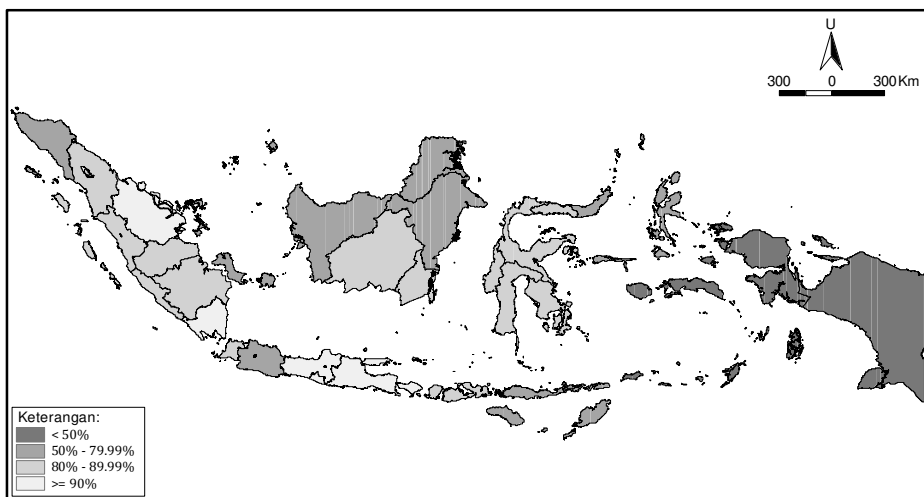 U
300 0 300 Km
Keterangan:
< 50%
50% - 79.99%
80% - 89.99%
>= 90%